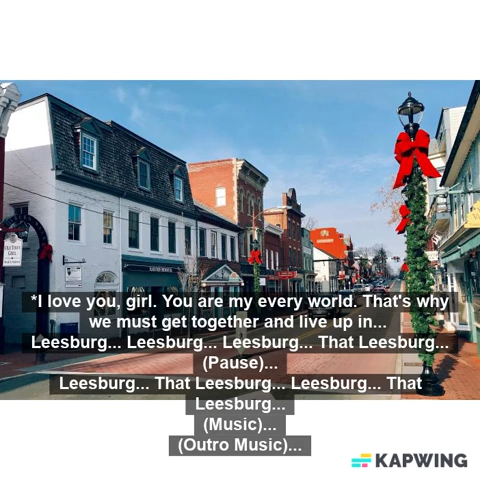 *I love you, girl. You are my every world. That's why
we must get together and live up in...
Leesburg... Leesburg... Leesburg... That Leesburg...
(Pause)...
Leesburg... That Leesburg... Leesburg... That
Leesburg...
(Music)...
(Outro Music)...
KAPWING